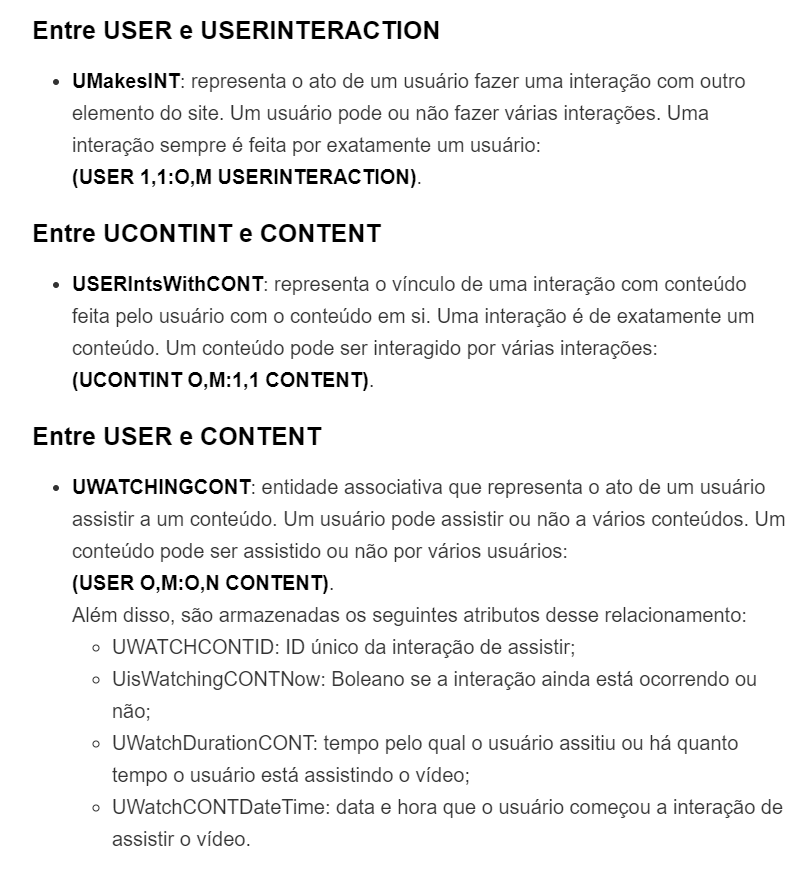 Entre USER e USERINTERACTION
• UMakesINT: representa o ato de um usuário fazer uma interação com outro
elemento do site. Um usuário pode ou não fazer várias interações. Uma
interação sempre é feita por exatamente um usuário:
(USER 1,1:O,M USERINTERACTION).
Entre UCONTINT e CONTENT
• USERIntsWithCONT: representa o vínculo de uma interação com conteúdo
feita pelo usuário com o conteúdo em si. Uma interação é de exatamente um
conteúdo. Um conteúdo pode ser interagido por várias interações:
(UCONTINT O,M:1,1 CONTENT).
Entre USER e CONTENT
• UWATCHINGCONT: entidade associativa que representa o ato de um usuário
assistir a um conteúdo. Um usuário pode assistir ou não a vários conteúdos. Um
conteúdo pode ser assistido ou não por vários usuários:
(USER O,M:O,N CONTENT).
Além disso, são armazenadas os seguintes atributos desse relacionamento:
◦ UWATCHCONTID: ID único da interação de assistir;
◦ UisWatchingCONTNow: Boleano se a interação ainda está ocorrendo ou
não;
◦ UWatchDurationCONT: tempo pelo qual o usuário assitiu ou há quanto
tempo o usuário está assistindo o vídeo;
◦ UWatchCONTDateTime: data e hora que o usuário começou a interação de
assistir o vídeo.